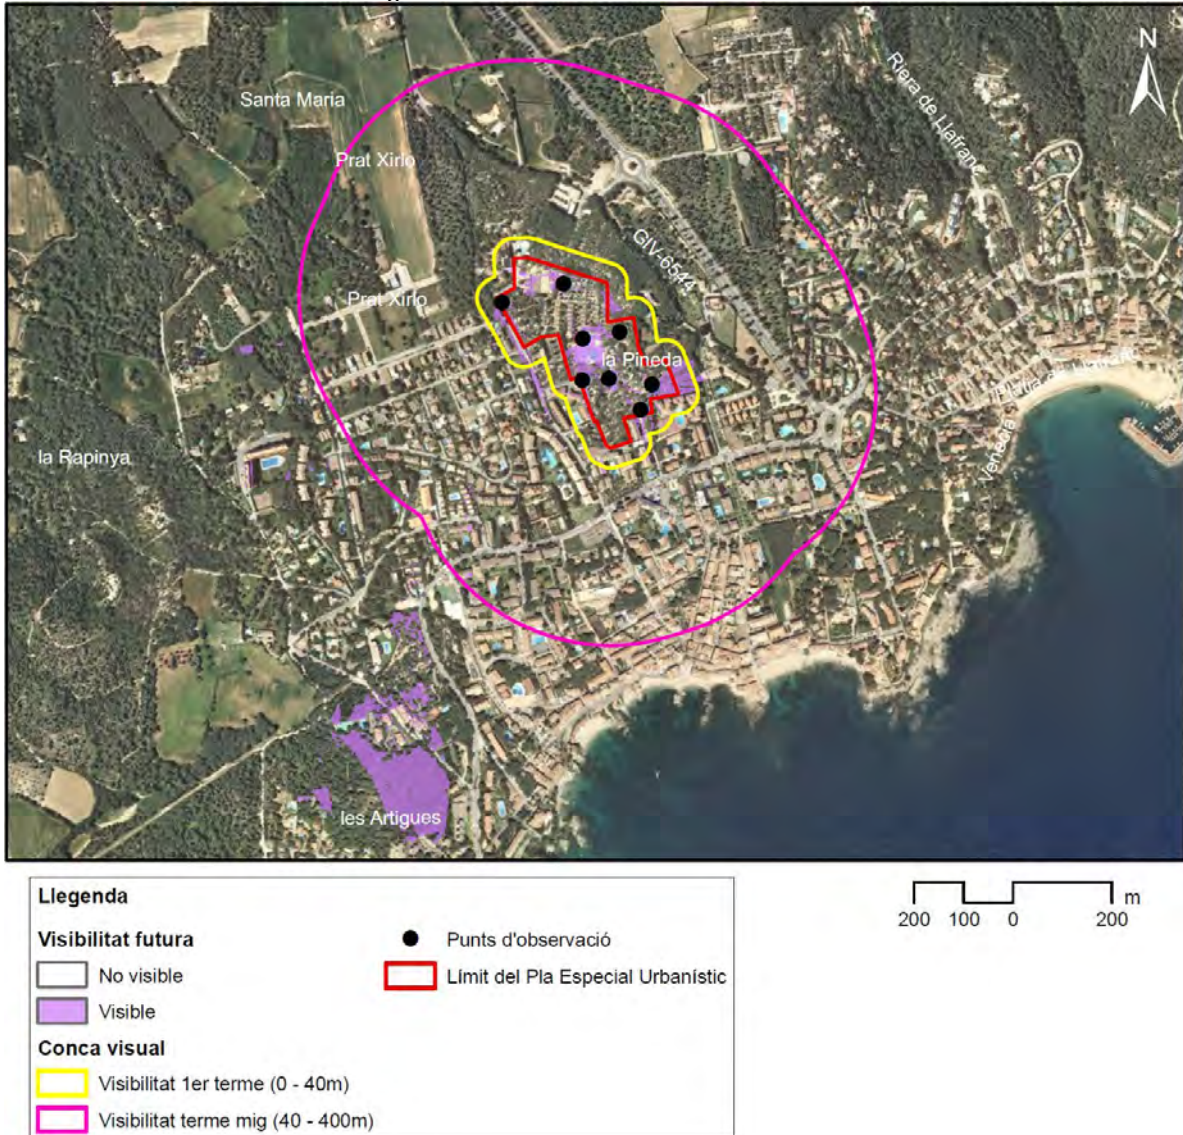 N
Santa Maria
Riera de Llafranc
Prat Xirlo
GIV-6544
Prat Xirlo
la Pineda
la Rapinya
Venècia
les Artigues
Llegenda
Visibilitat futura
No visible
Visible
Conca visual
Visibilitat 1er terme (0 - 40m)
Visibilitat terme mig (40 - 400m)
Punts d'observació
Límit del Pla Especial Urbanístic
200 100 0 200 m